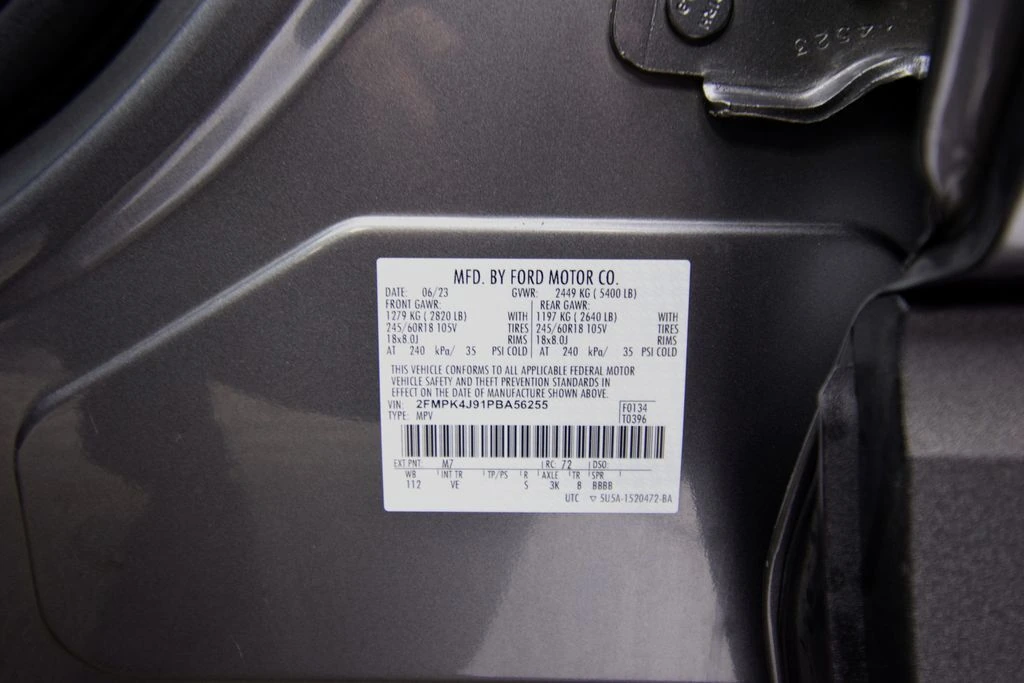 14523
MFD. BY FORD MOTOR CO.
DATE: 06/23 GVWR: 2449 KG ( 5400 LB)
FRONT GAWR: REAR GAWR:
1279 KG ( 2820 LB) WITH 1197 KG ( 2640 LB) WITH
245/60R18 105V TIRES 245/60R18 105V TIRES
18x8.0J RIMS 18x8.0J RIMS
AT 240 kPa/ 35 PSI COLD AT 240 kPa/ 35 PSI COLD
THIS VEHICLE CONFORMS TO ALL APPLICABLE FEDERAL MOTOR
VEHICLE SAFETY AND THEFT PREVENTION STANDARDS IN
EFFECT ON THE DATE OF MANUFACTURE SHOWN ABOVE.
VIN: 2FMPK4J91PBA56255 F0134
TYPE: MPV T0396
EXT PNT: M7 RC: 72 DSO:
WB INT TR TP/PS R AXLE TR SPR
112 VE S 3K 8 BBBB
UTC ▽ 5U5A-1520472-BA